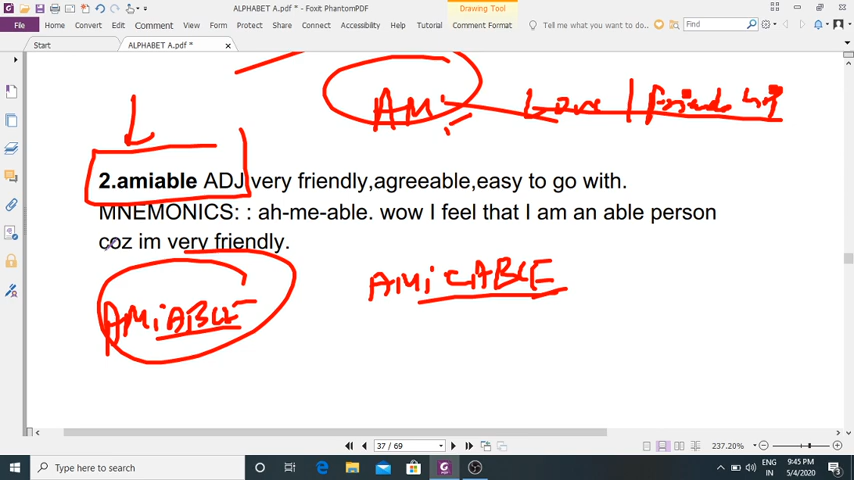 ALPHABET A.pdf * - Foxit PhantomPDF
Drawing Tool
File Home Edit Comment View Form Protect Share Connect Accessibility Help Tutorial Comment Format Tell me what you want to do.. Find
Start ALPHABET A.pdf *
AMi Love | Friendship
2.amiable ADJ very friendly,agreeable,easy to go with.
MNEMONICS: : ah-me-able. wow I feel that I am an able person
coz im very friendly.
AMiCABLE
AMiABLE
37 / 69 237.20%
Type here to search
ENG 9:45 PM
IN 5/4/2020
3